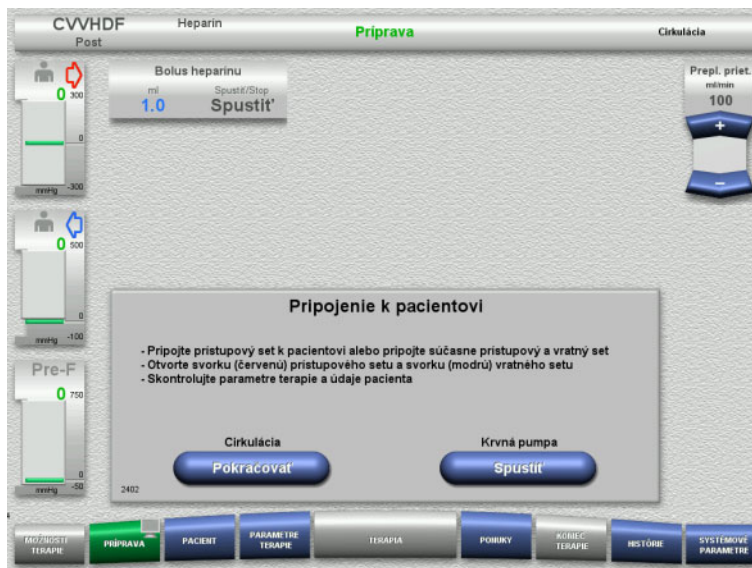 CVVHDF
Heparín
Príprava
Cirkulácia
Post
0
300
0
-300
mmHg
Bolus heparínu
ml
Spustiť/Stop
1.0
Spustiť
Prepl. priet.
ml/min
100
+
–
0
500
0
-100
mmHg
Pre-F
0
750
0
-50
mmHg
Pripojenie k pacientovi
- Pripojte prístupový set k pacientovi alebo pripojte súčasne prístupový a vratný set
- Otvorte svorku (červenú) prístupového setu a svorku (modrú) vratného setu
- Skontrolujte parametre terapie a údaje pacienta
Cirkulácia
Krvná pumpa
Pokračovať
Spustiť
2402
MOŽNOSTI
TERAPIE
PRÍPRAVA
PACIENT
PARAMETRE
TERAPIE
TERAPIA
PONUKY
KONIEC
TERAPIE
HISTÓRIE
SYSTÉMOVÉ
PARAMETRE